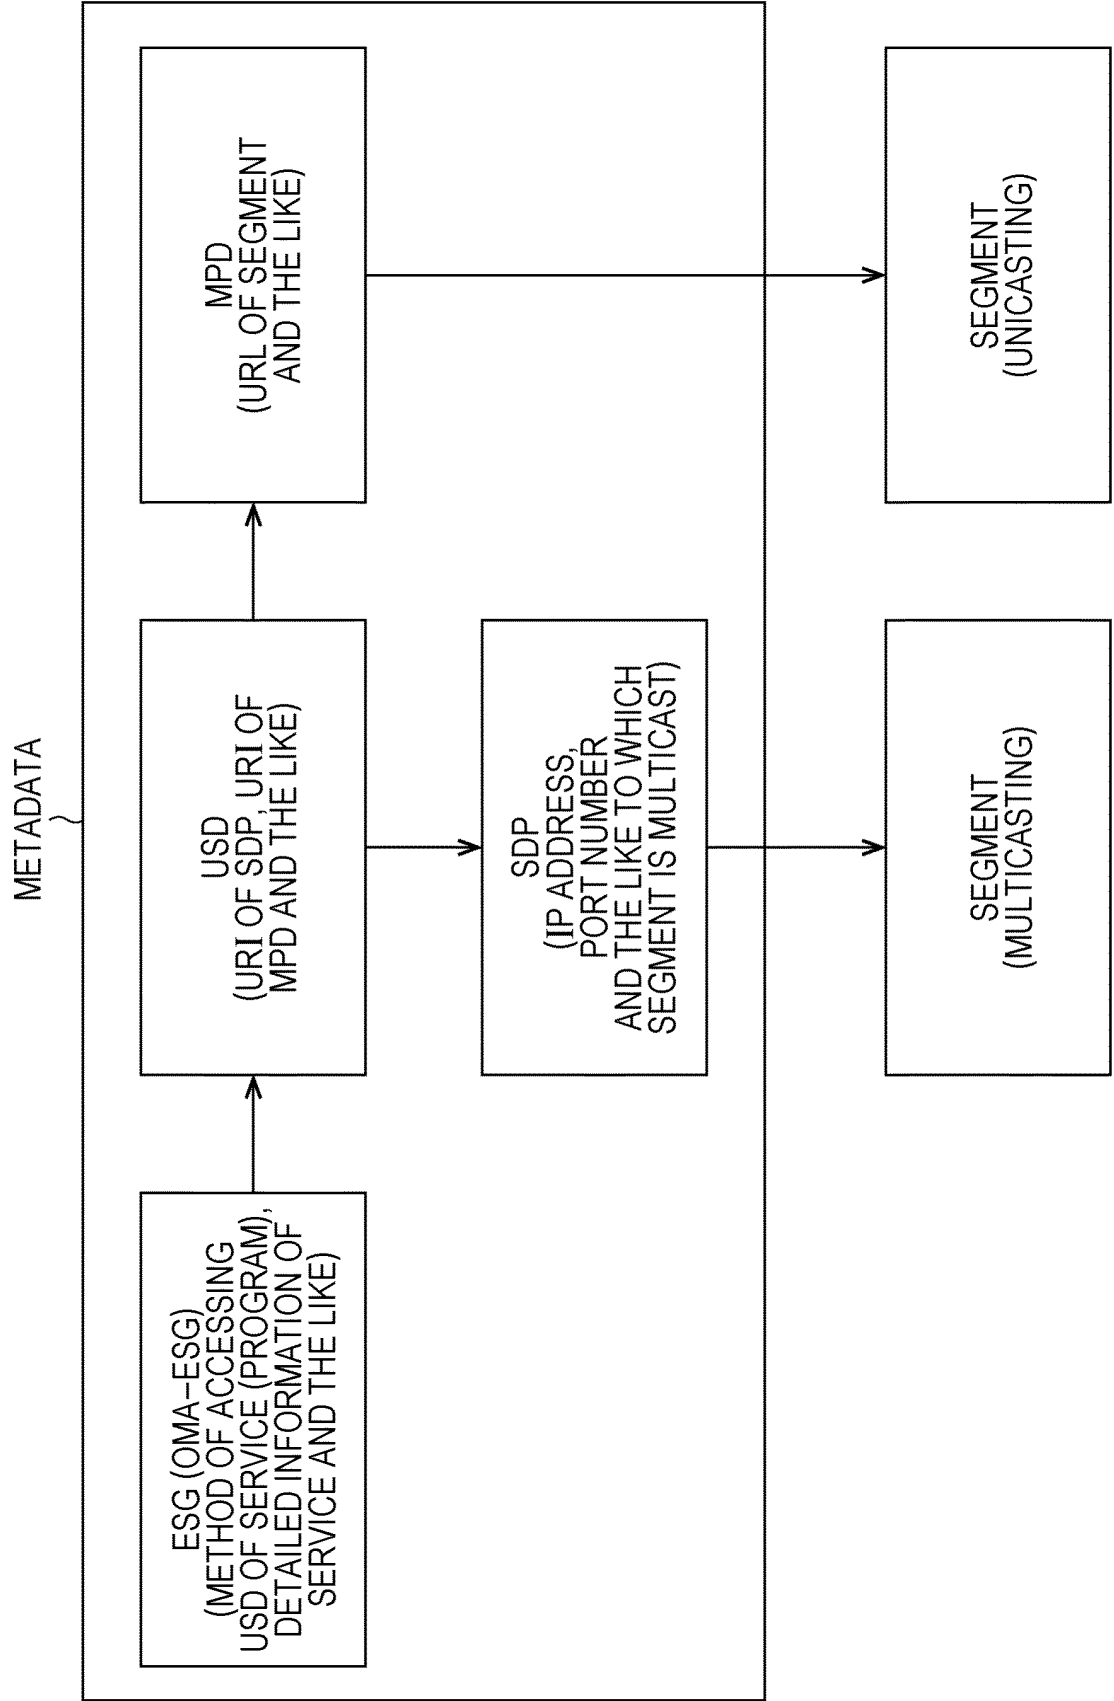 METADATA
ESG (OMA-ESG)
(METHOD OF ACCESSING
USD OF SERVICE (PROGRAM),
DETAILED INFORMATION OF
SERVICE AND THE LIKE)
USD
(URI OF SDP, URI OF
MPD AND THE LIKE)
MPD
(URL OF SEGMENT
AND THE LIKE)
SDP
(IP ADDRESS,
PORT NUMBER
AND THE LIKE TO WHICH
SEGMENT IS MULTICAST)
SEGMENT
(MULTICASTING)
SEGMENT
(UNICASTING)